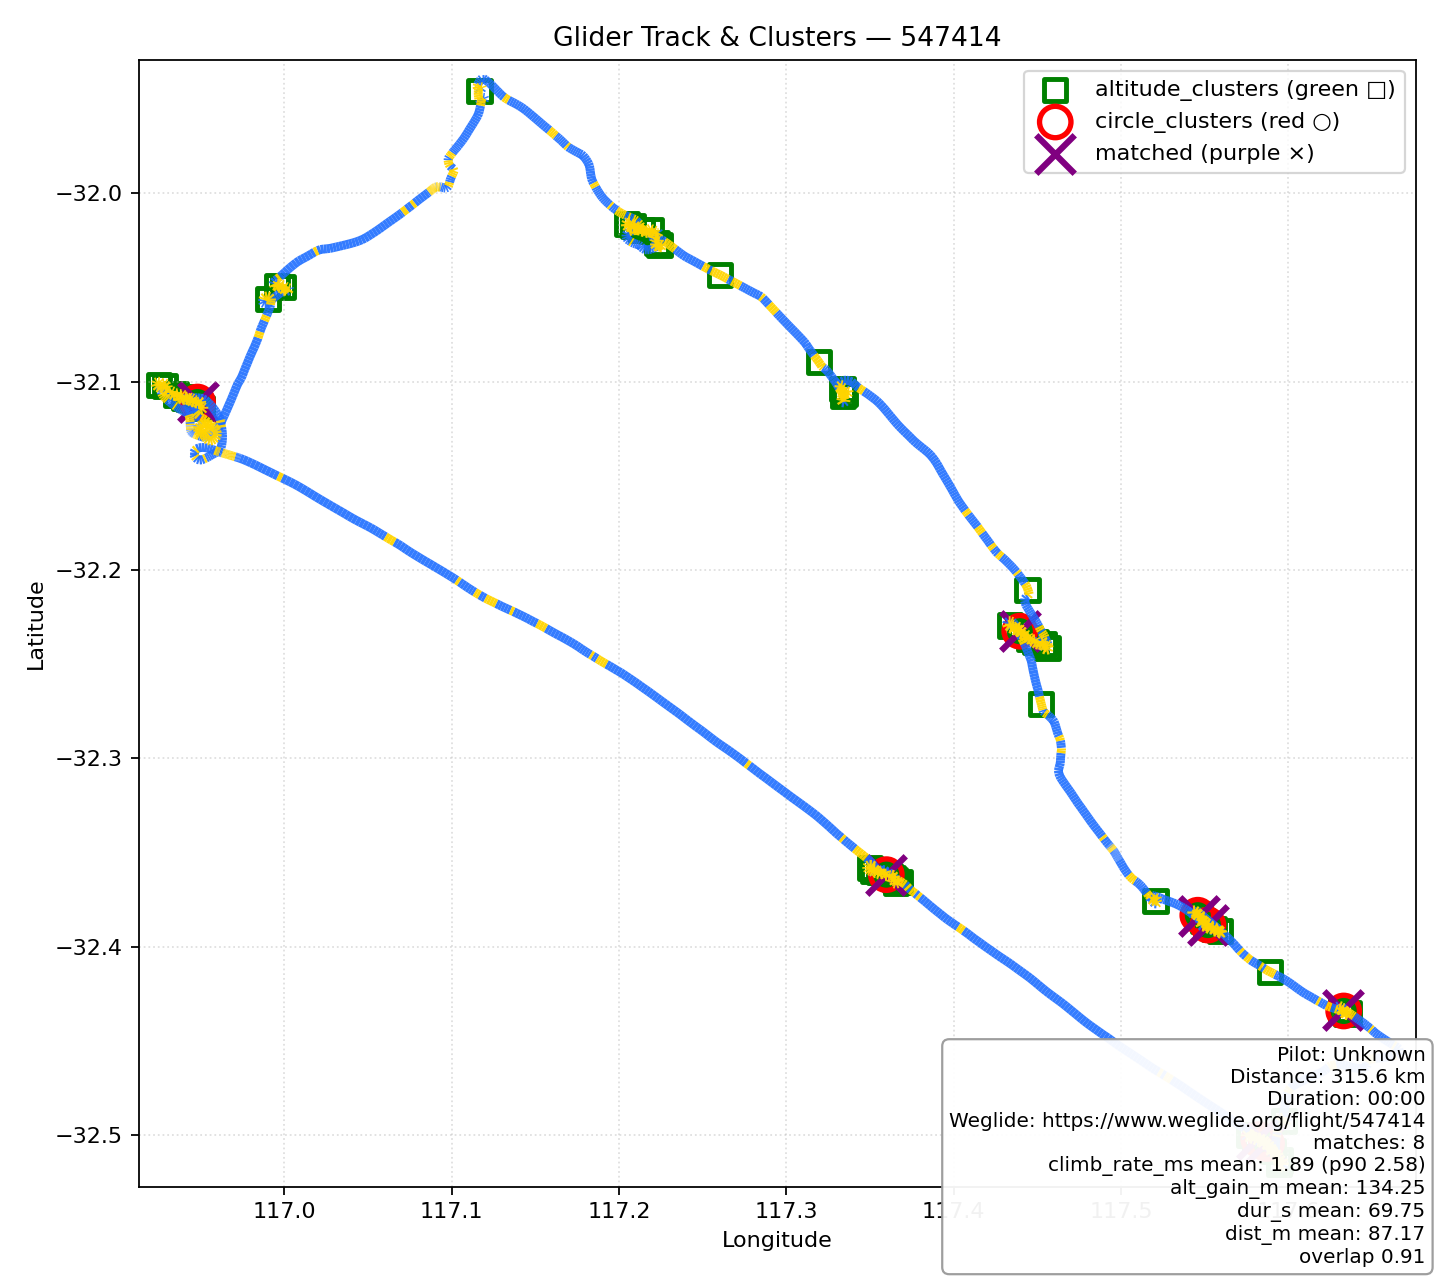 Glider Track & Clusters — 547414
altitude_clusters (green □)
circle_clusters (red ○)
matched (purple ×)
−32.0
−32.1
−32.2
−32.3
−32.4
−32.5
Latitude
117.0
117.1
117.2
117.3
117.4
117.5
Longitude
Pilot: Unknown
Distance: 315.6 km
Duration: 00:00
Weglide: https://www.weglide.org/flight/547414
matches: 8
climb_rate_ms mean: 1.89 (p90 2.58)
alt_gain_m mean: 134.25
dur_s mean: 69.75
dist_m mean: 87.17
overlap 0.91